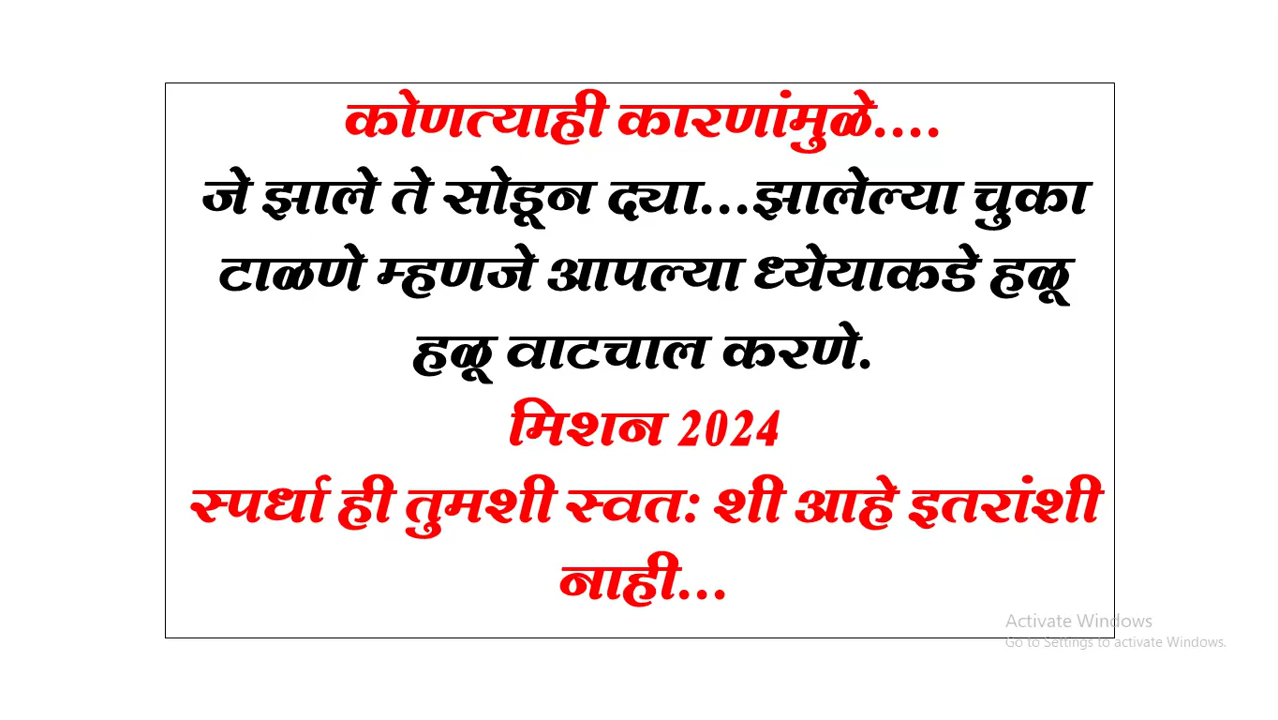 कोणत्याही कारणांमुळे....
जे झाले ते सोडून द्या...झालेल्या चुका
टाळणे म्हणजे आपल्या ध्येयाकडे हळू
हळू वाटचाल करणे.
मिशन 2024
स्पर्धा ही तुमशी स्वत: शी आहे इतरांशी
नाही...
Activate Windows
Go to Settings to activate Windows.